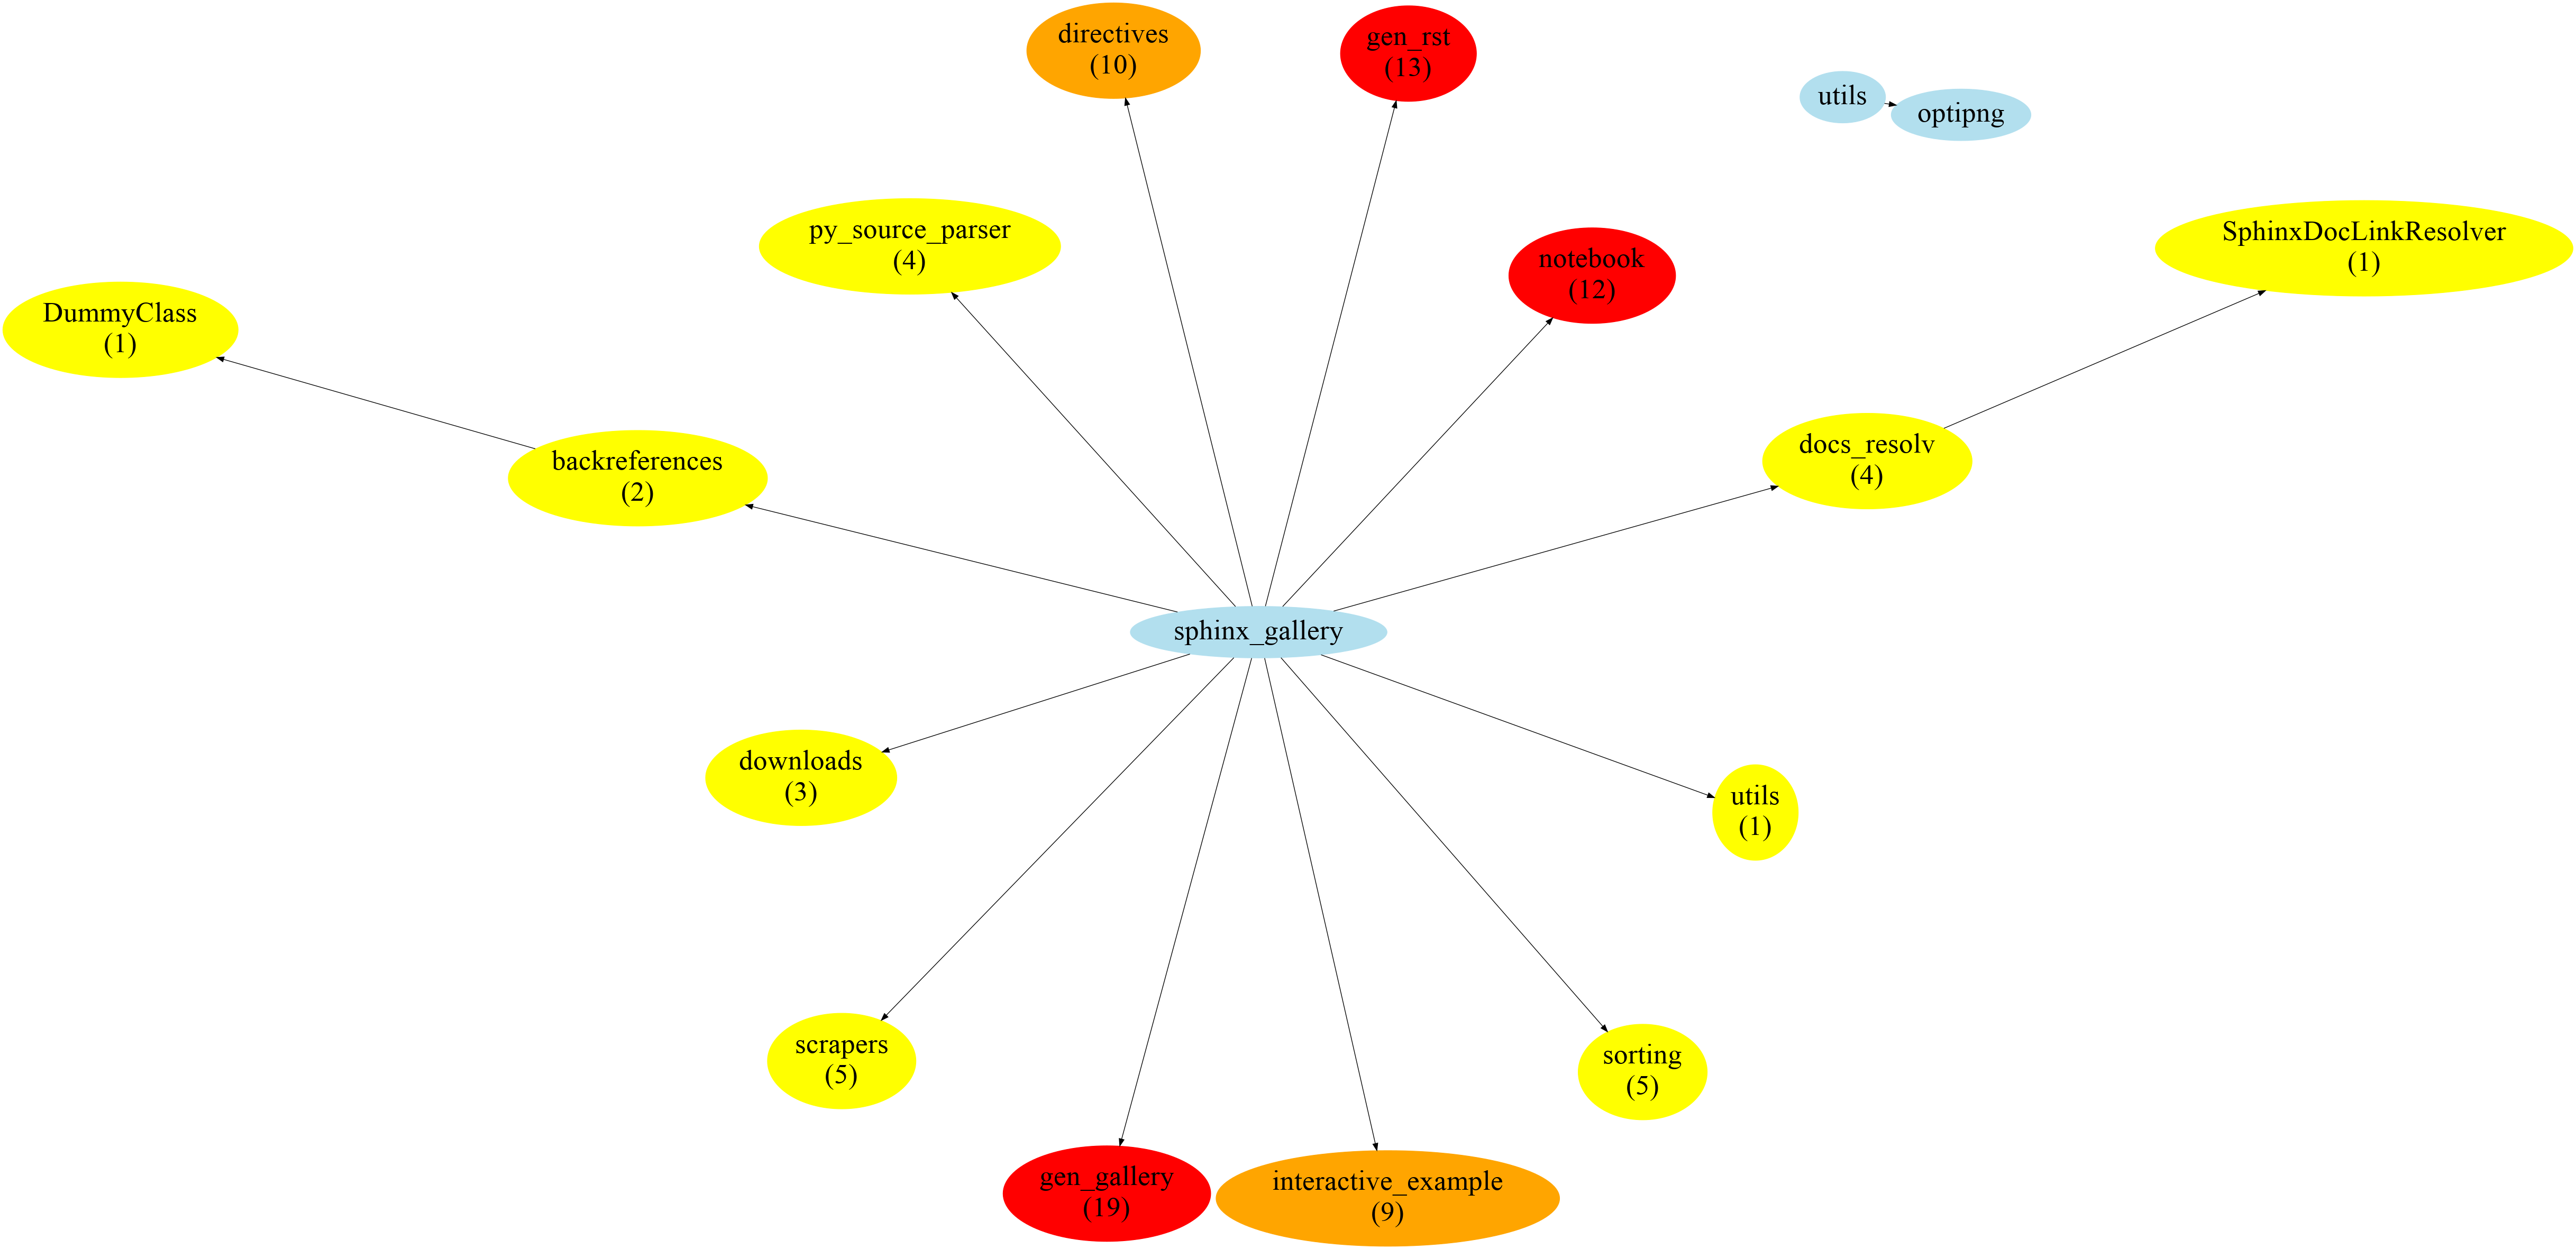 directives
(10)
gen_rst
(13)
utils
optipng
py_source_parser
(4)
SphinxDocLinkResolver
(1)
notebook
(12)
DummyClass
(1)
backreferences
(2)
docs_resolv
(4)
sphinx_gallery
downloads
(3)
utils
(1)
scrapers
(5)
sorting
(5)
gen_gallery
(19)
interactive_example
(9)